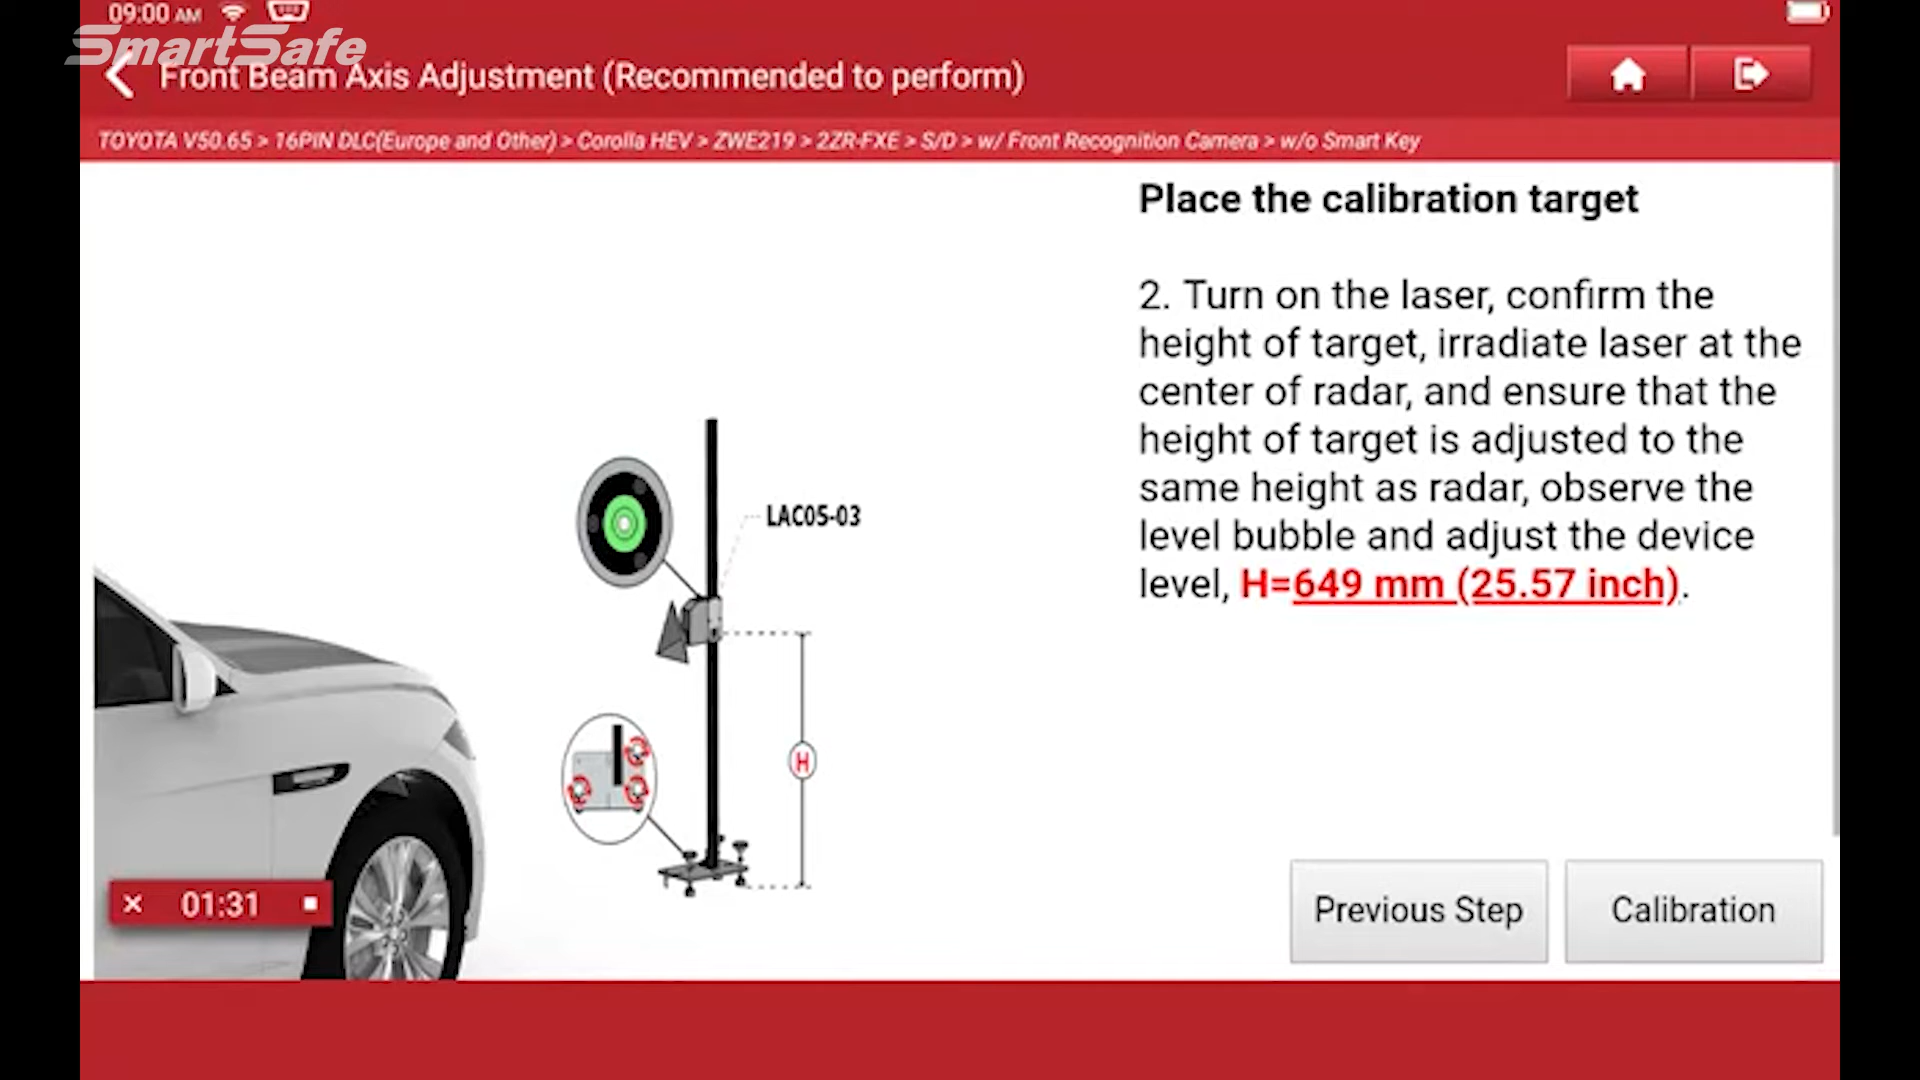 09:00 AM
SmartSafe
Front Beam Axis Adjustment (Recommended to perform)
TOYOTA V50.65 > 16PIN DLC(Europe and Other) > Corolla HEV > ZWE219 > 2ZR-FXE > S/D > w/ Front Recognition Camera > w/o Smart Key
Place the calibration target
2. Turn on the laser, confirm the
height of target, irradiate laser at the
center of radar, and ensure that the
height of target is adjusted to the
same height as radar, observe the
level bubble and adjust the device
level, H=649 mm (25.57 inch).
LAC05-03
H
01:31
Previous Step
Calibration